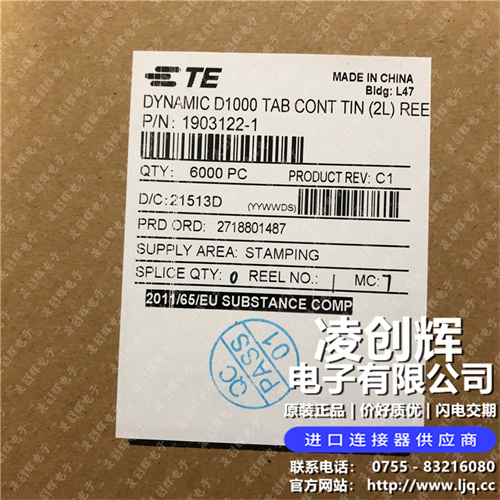 TE
MADE IN CHINA
Bldg: L47
DYNAMIC D1000 TAB CONT TIN (2L) REE
P/N: 1903122-1
QTY: 6000 PC PRODUCT REV: C1
D/C:21513D (YYWWDS)
PRD ORD: 2718801487
SUPPLY AREA: STAMPING
SPLICE QTY: 0 REEL NO.: 1 MC: 7
2011/65/EU SUBSTANCE COMP
QC
PASS
01
凌创辉
电子有限公司
原装正品 | 价好质优 | 闪电交期
进口连接器供应商
联系电话: 0755 - 83216080
官方网站: http://www.ljq.cc